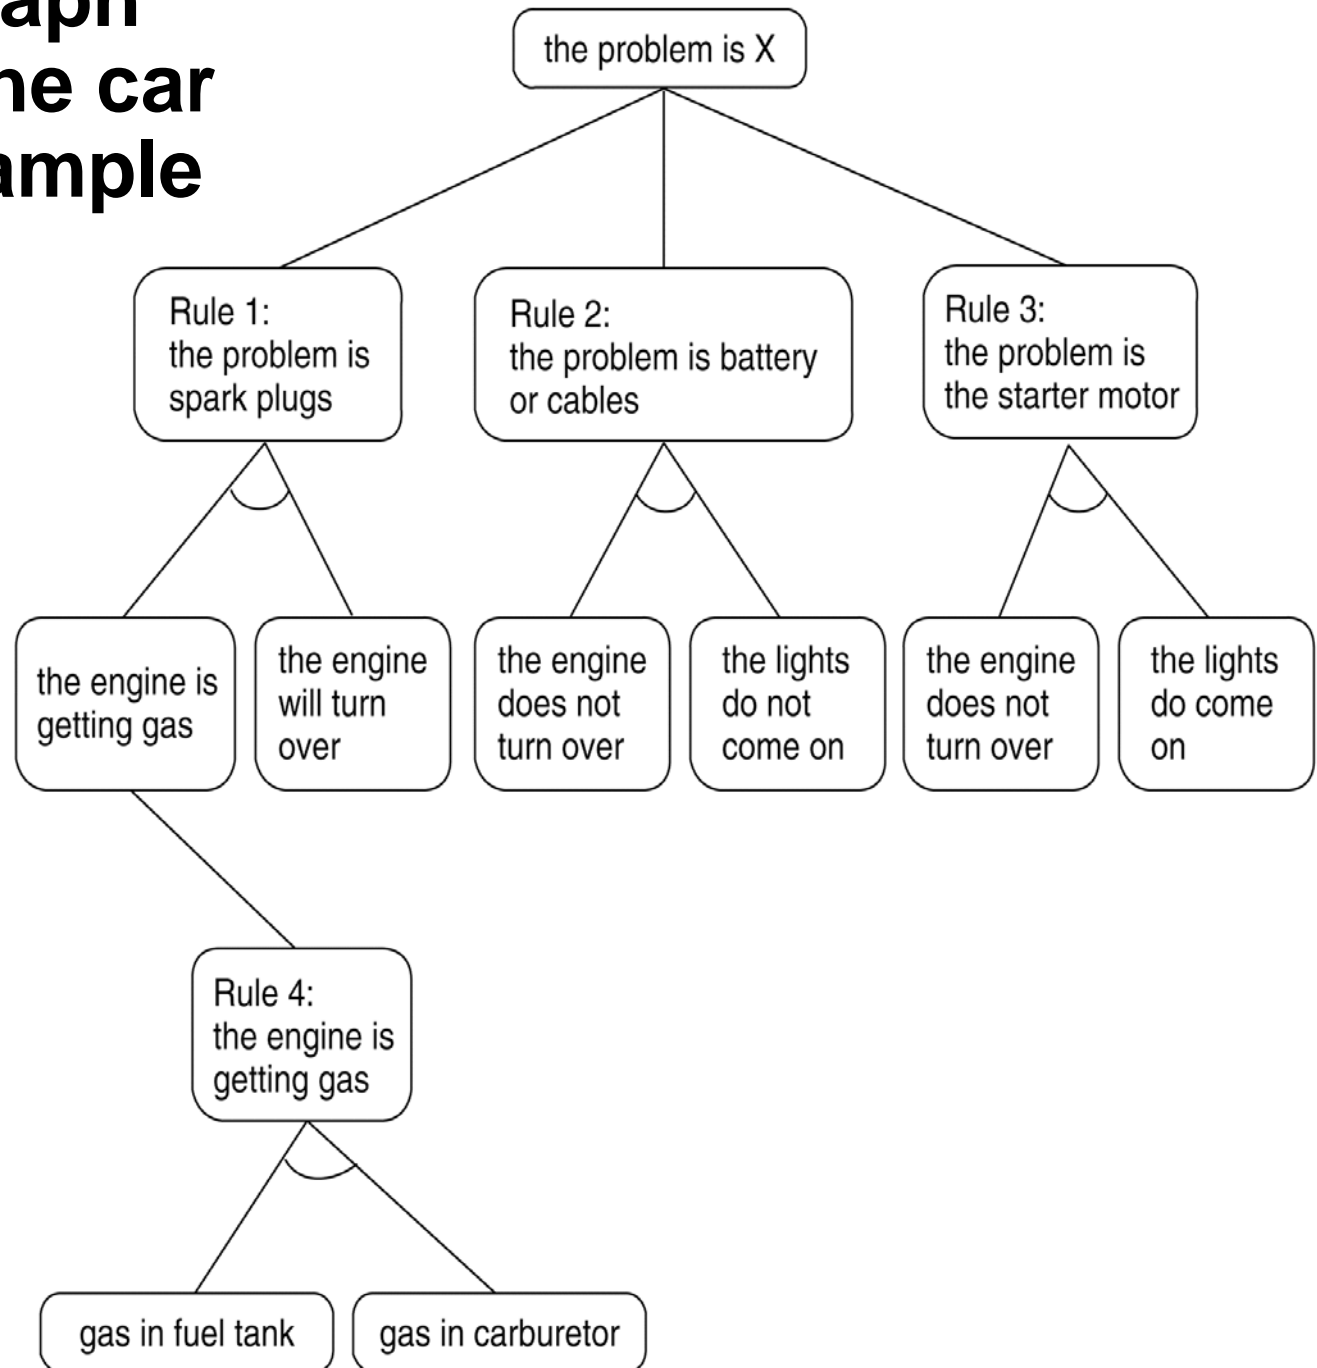 aph
ne car
ample
the problem is X
Rule 1:
the problem is
spark plugs
Rule 2:
the problem is battery
or cables
Rule 3:
the problem is
the starter motor
the engine is
getting gas
the engine
will turn
over
the engine
does not
turn over
the lights
do not
come on
the engine
does not
turn over
the lights
do come
on
Rule 4:
the engine is
getting gas
gas in fuel tank
gas in carburetor